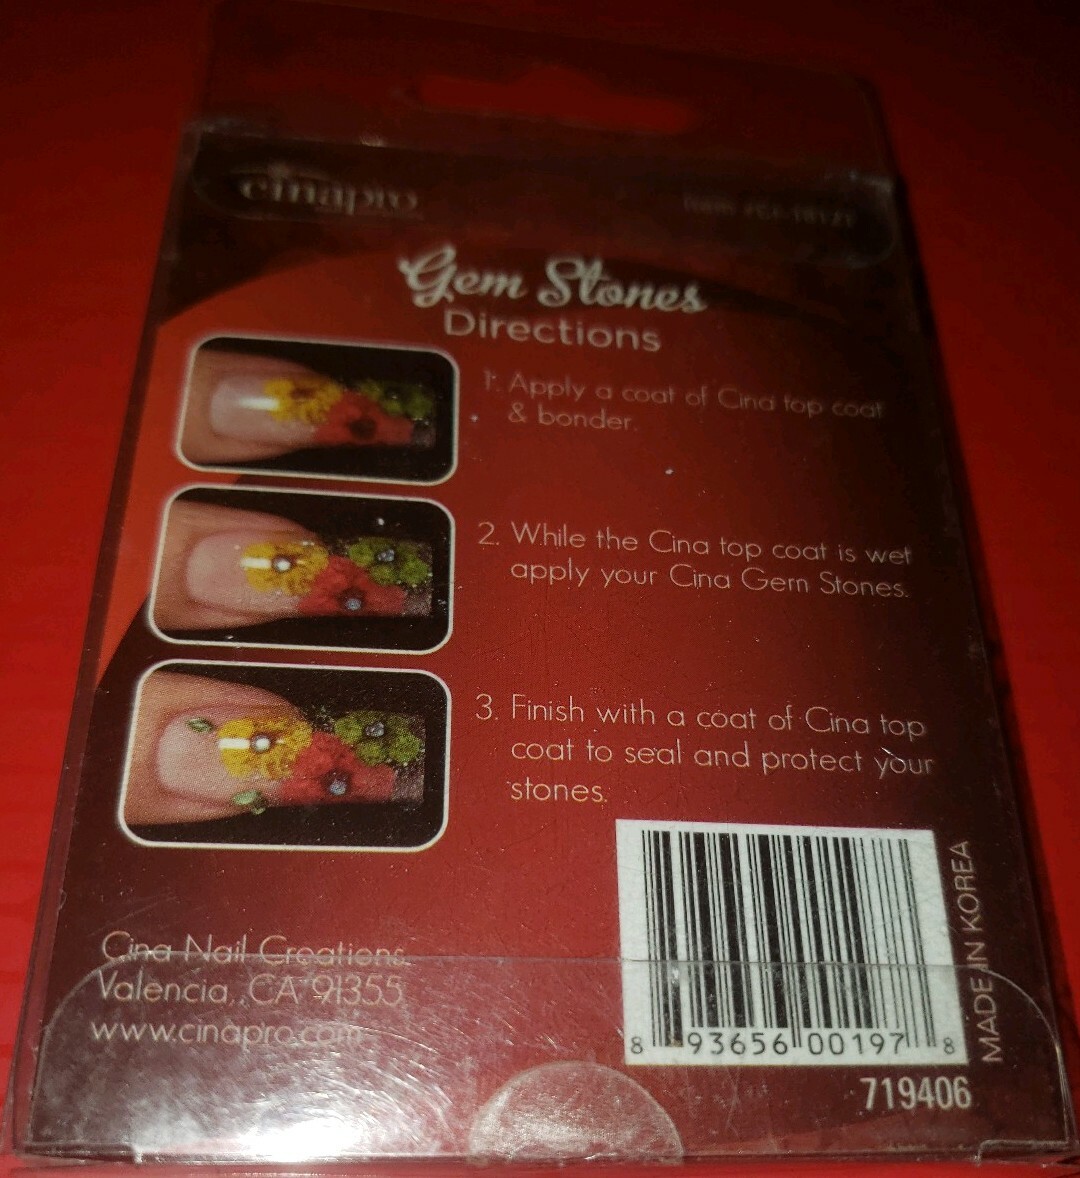 cinapro
Gem Stones
Directions
1. Apply a coat of Cina top coat
& bonder.
2. While the Cina top coat is wet
apply your Cina Gem Stones.
3. Finish with a coat of Cina top
coat to seal and protect your
stones.
Cina Nail Creations
Valencia, CA 91355
www.cinapro.com
MADE IN KOREA
8 93656 00197 8
719406